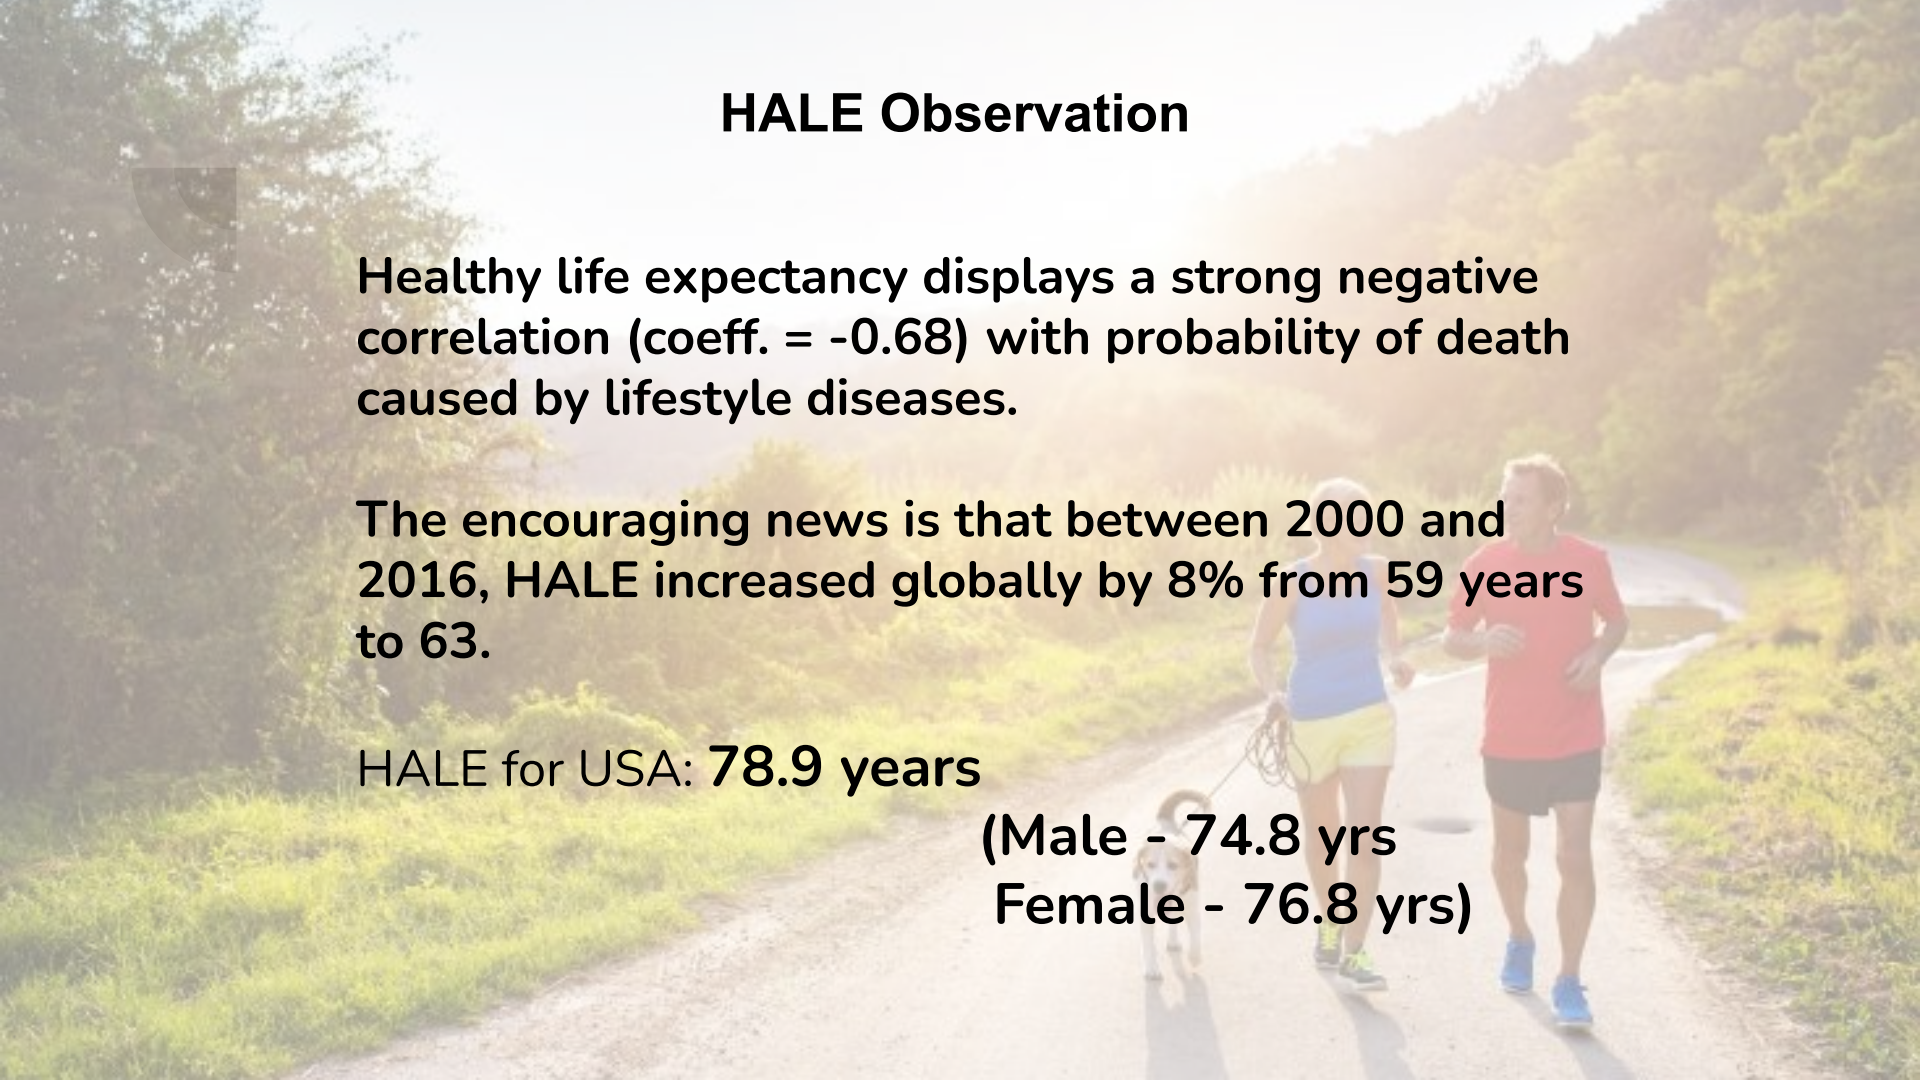 HALE Observation
Healthy life expectancy displays a strong negative
correlation (coeff. = -0.68) with probability of death
caused by lifestyle diseases.
The encouraging news is that between 2000 and
2016, HALE increased globally by 8% from 59 years
to 63.
HALE for USA: 78.9 years
(Male - 74.8 yrs
Female - 76.8 yrs)